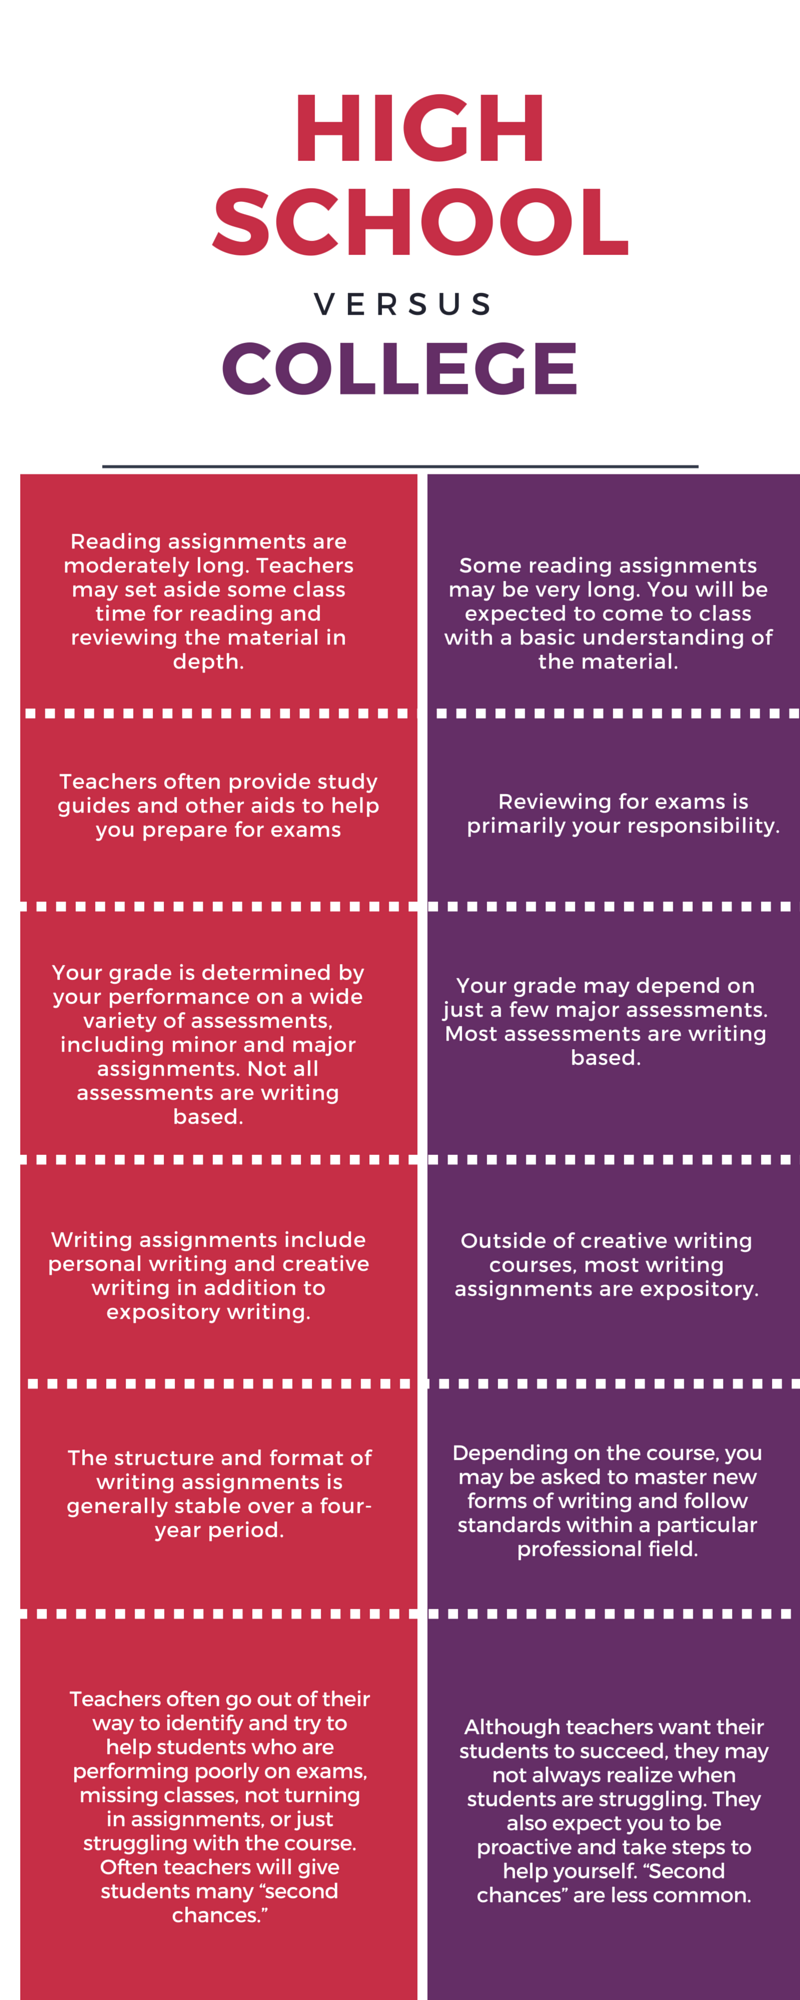 HIGH
SCHOOL
VERSUS
COLLEGE
Reading assignments are
moderately long. Teachers
may set aside some class
time for reading and
reviewing the material in
depth.
Some reading assignments
may be very long. You will be
expected to come to class
with a basic understanding of
the material.
Teachers often provide study
guides and other aids to help
you prepare for exams
Reviewing for exams is
primarily your responsibility.
Your grade is determined by
your performance on a wide
variety of assessments,
including minor and major
assignments. Not all
assessments are writing
based.
Your grade may depend on
just a few major assessments.
Most assessments are writing
based.
Writing assignments include
personal writing and creative
writing in addition to
expository writing.
Outside of creative writing
courses, most writing
assignments are expository.
The structure and format of
writing assignments is
generally stable over a four-
year period.
Depending on the course, you
may be asked to master new
forms of writing and follow
standards within a particular
professional field.
Teachers often go out of their
way to identify and try to
help students who are
performing poorly on exams,
missing classes, not turning
in assignments, or just
struggling with the course.
Often teachers will give
students many “second
chances.”
Although teachers want their
students to succeed, they may
not always realize when
students are struggling. They
also expect you to be
proactive and take steps to
help yourself. “Second
chances” are less common.